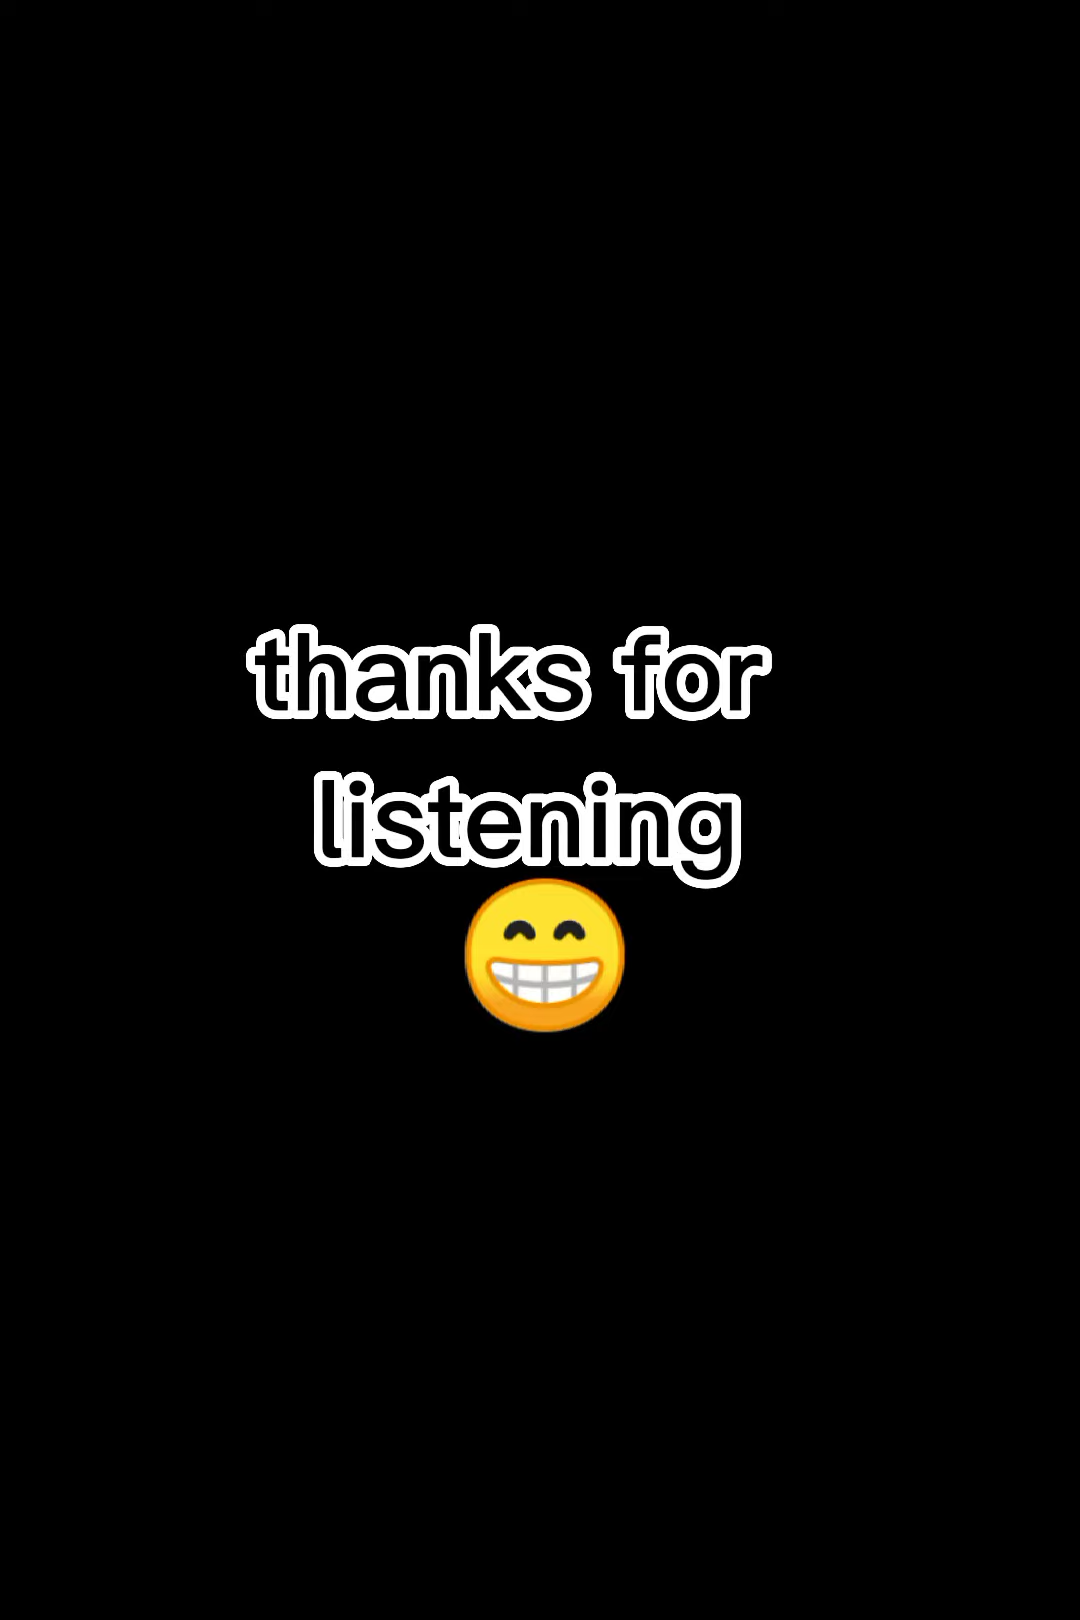 thanks for
listening
😁